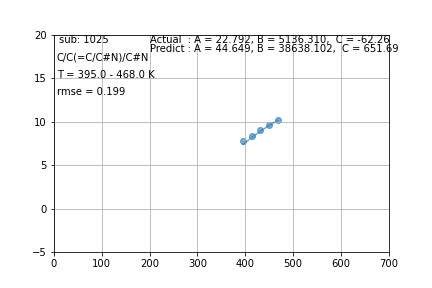 sub: 1025
Actual : A = 22.792, B = 5136.310, C = -62.26
Predict : A = 44.649, B = 38638.102, C = 651.69
C/C(=C/C#N)/C#N
T = 395.0 - 468.0 K
rmse = 0.199
20
15
10
5
0
−5
0 100 200 300 400 500 600 700